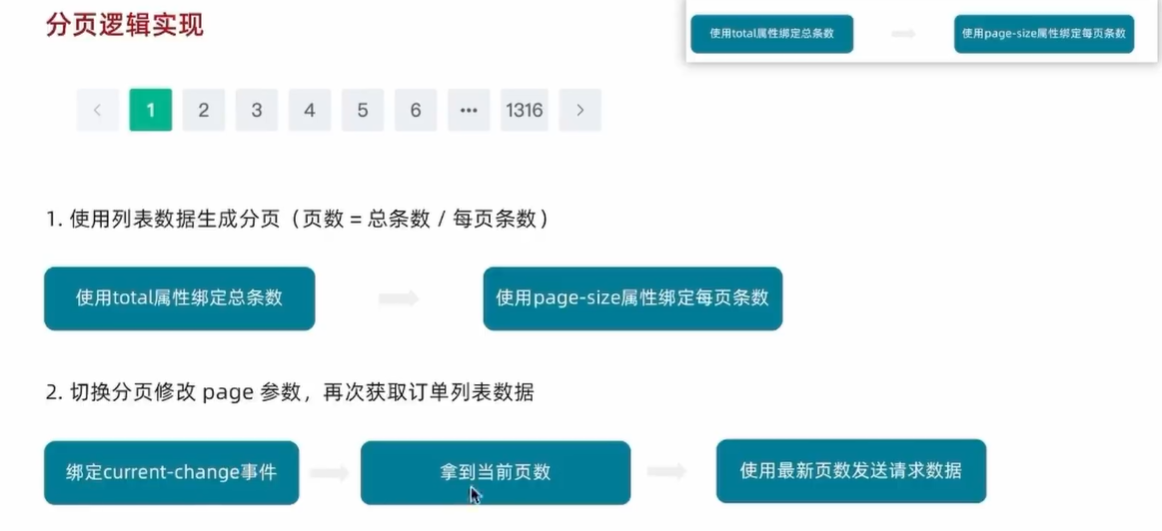 分页逻辑实现
使用total属性绑定总条数
使用page-size属性绑定每页条数
< 1 2 3 4 5 6 ••• 1316 >
1. 使用列表数据生成分页（页数 = 总条数 / 每页条数）
使用total属性绑定总条数
使用page-size属性绑定每页条数
2. 切换分页修改 page 参数，再次获取订单列表数据
绑定current-change事件
拿到当前页数
使用最新页数发送请求数据